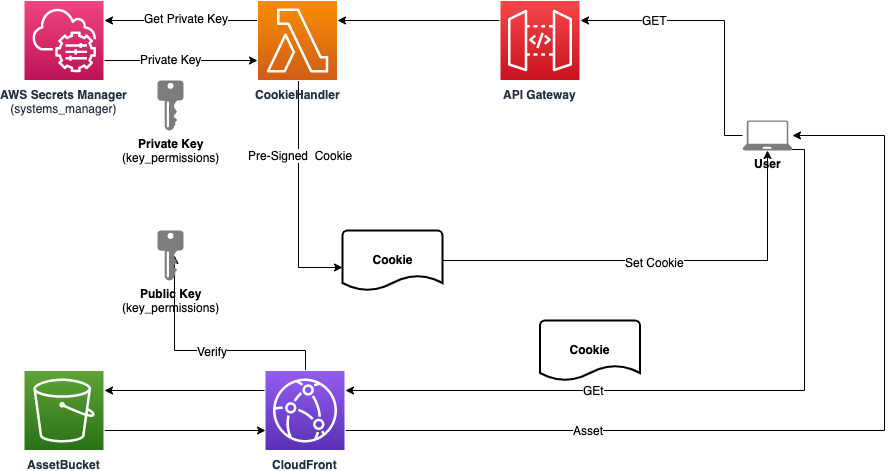 Get Private Key
GET
Private Key
AWS Secrets Manager
(systems_manager)
CookieHandler
API Gateway
Private Key
(key_permissions)
Pre-Signed Cookie
User
Cookie
Set Cookie
Public Key
(key_permissions)
Verify
Cookie
GEt
Asset
AssetBucket
CloudFront